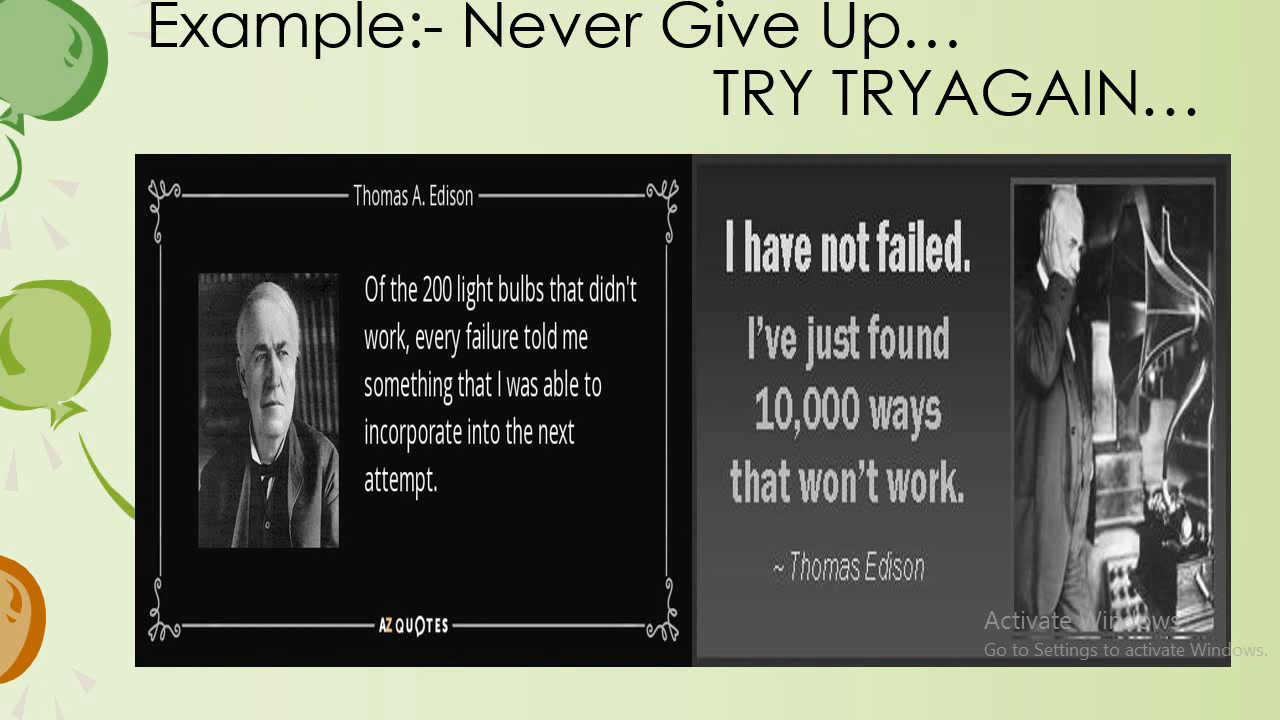 Example:- Never Give Up...
TRY TRYAGAIN...
Thomas A. Edison
Of the 200 light bulbs that didn't
work, every failure told me
something that I was able to
incorporate into the next
attempt.
AZ QUOTES
I have not failed.
I've just found
10,000 ways
that won't work.
~ Thomas Edison
Activate Windows
Go to Settings to activate Windows.